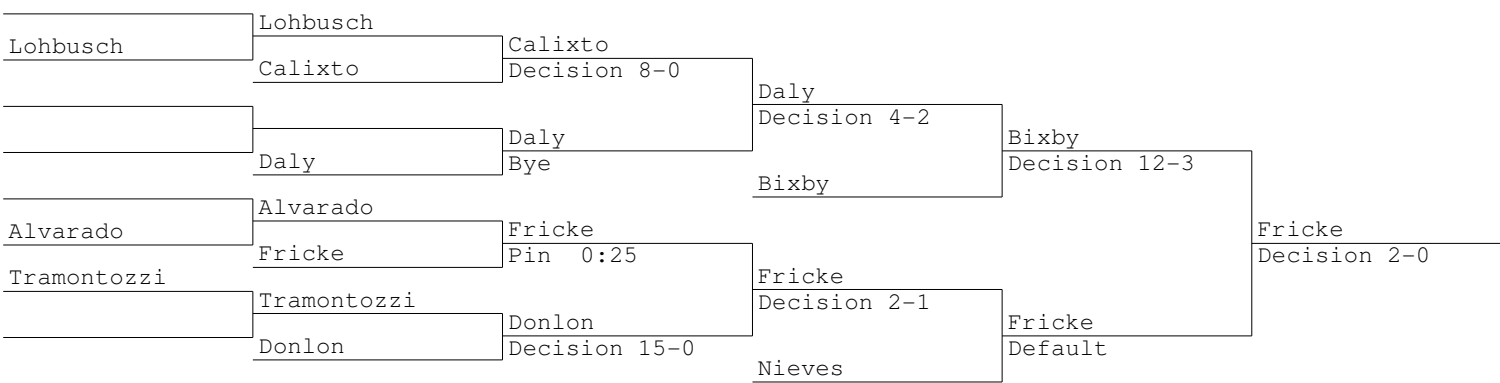 Lohbusch
Lohbusch
Calixto
Calixto
Decision 8-0
Daly
Daly
Bye
Daly
Decision 4-2
Bixby
Bixby
Decision 12-3
Alvarado
Alvarado
Fricke
Fricke
Pin 0:25
Tramontozzi
Tramontozzi
Donlon
Donlon
Decision 15-0
Fricke
Decision 2-1
Nieves
Fricke
Default
Fricke
Decision 2-0